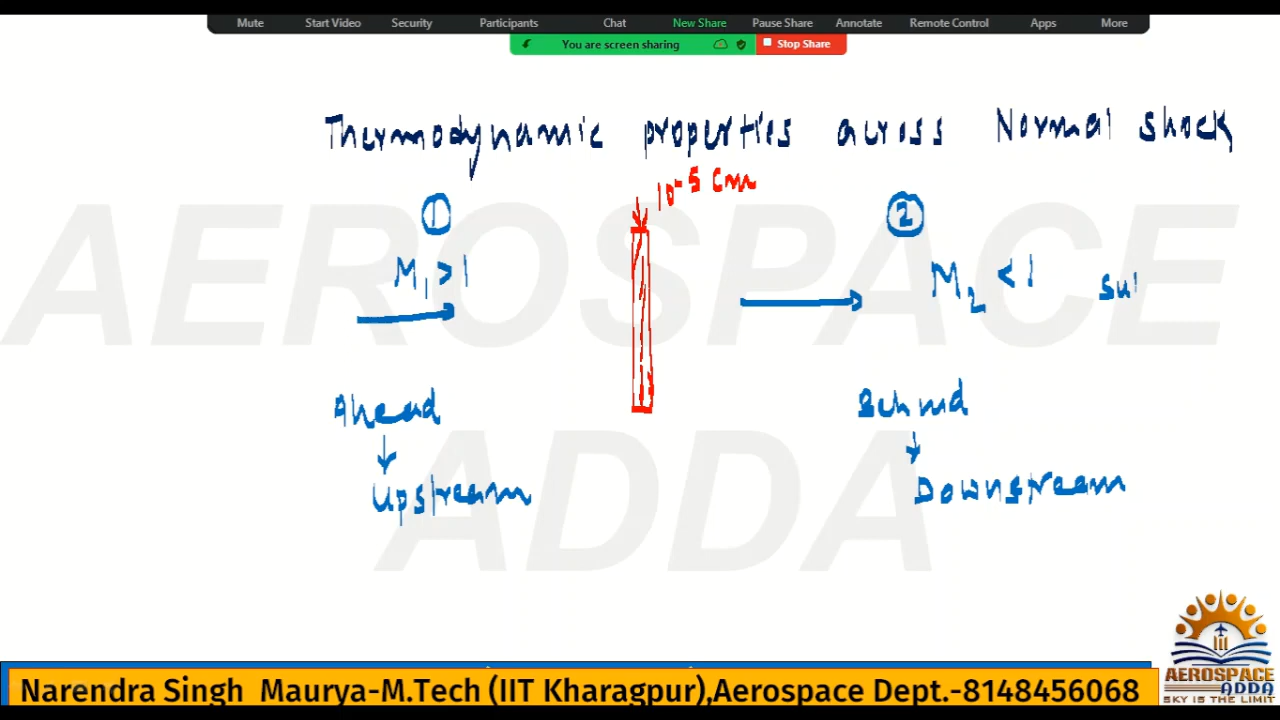 Mute Start Video Security Participants Chat New Share Pause Share Annotate Remote Control Apps More
You are screen sharing Stop Share
Thermodynamic properties across Normal shock
10-5 cm
1 2
M1 > 1 M2 < 1 Su
Ahead Behind
Upstream Downstream
AEROSPACE
ADDA
Narendra Singh Maurya-M.Tech (IIT Kharagpur),Aerospace Dept.-8148456068
AEROSPACE
ADDA
SKY IS THE LIMIT